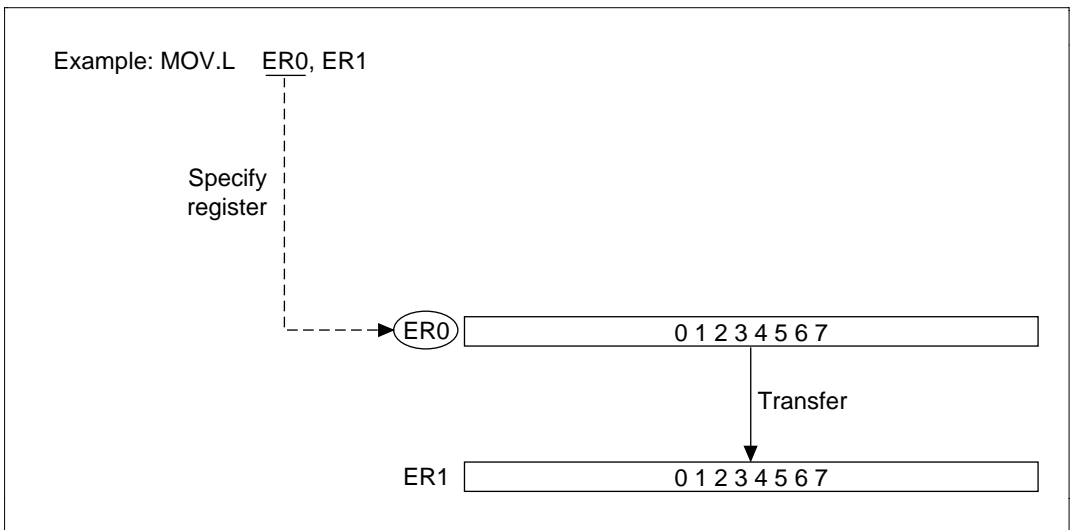 Example: MOV.L ER0, ER1
Specify
register
ER0 0 1 2 3 4 5 6 7
Transfer
ER1 0 1 2 3 4 5 6 7